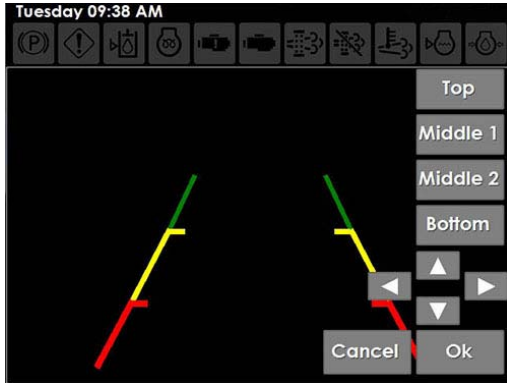 Tuesday 09:38 AM
(P)
Top
Middle 1
Middle 2
Bottom
Cancel
Ok